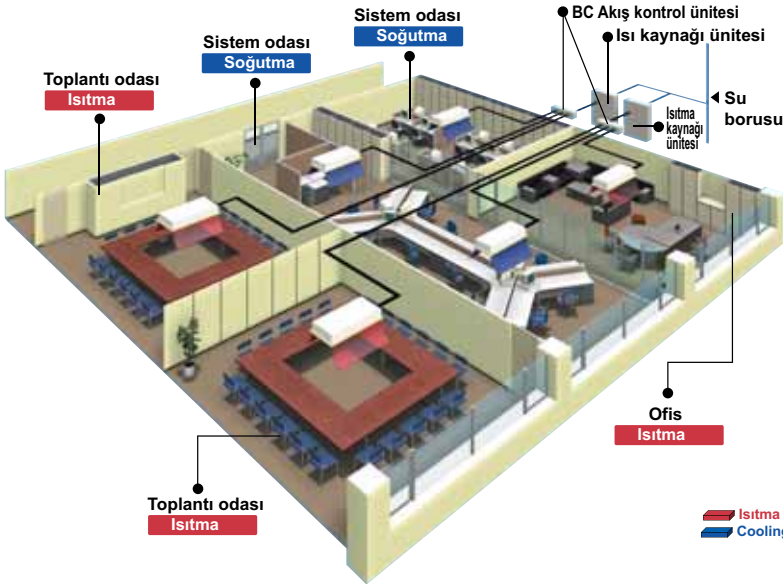 BC Akış kontrol ünitesi
Isı kaynağı ünitesi
Sistem odası
Soğutma
Sistem odası
Soğutma
Toplantı odası
Isıtma
Su
borusu
Isıtma
kaynağı
ünitesi
Ofis
Isıtma
Toplantı odası
Isıtma
Isıtma
Cooling